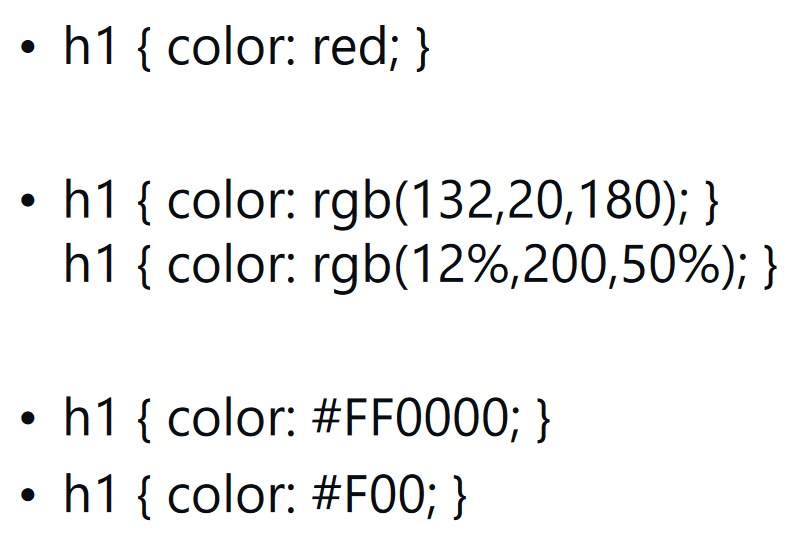 • h1 { color: red; }
• h1 { color: rgb(132,20,180); }
h1 { color: rgb(12%,200,50%); }
• h1 { color: #FF0000; }
• h1 { color: #F00; }